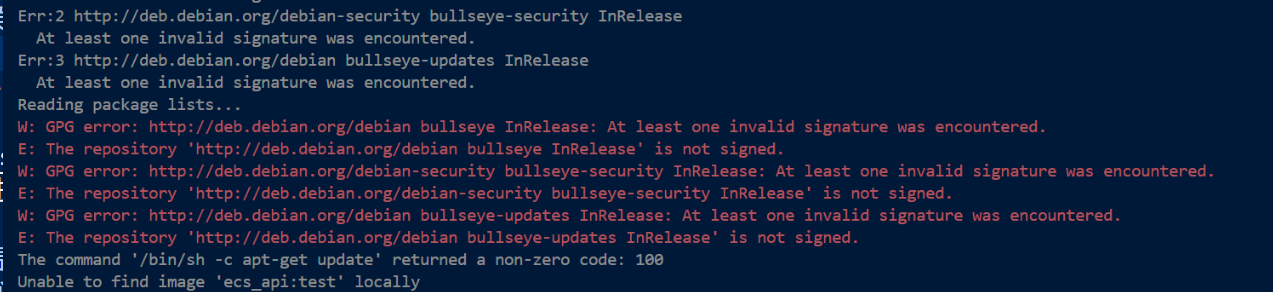 Err:2 http://deb.debian.org/debian-security bullseye-security InRelease
  At least one invalid signature was encountered.
Err:3 http://deb.debian.org/debian bullseye-updates InRelease
  At least one invalid signature was encountered.
Reading package lists...
W: GPG error: http://deb.debian.org/debian bullseye InRelease: At least one invalid signature was encountered.
E: The repository 'http://deb.debian.org/debian bullseye InRelease' is not signed.
W: GPG error: http://deb.debian.org/debian-security bullseye-security InRelease: At least one invalid signature was encountered.
E: The repository 'http://deb.debian.org/debian-security bullseye-security InRelease' is not signed.
W: GPG error: http://deb.debian.org/debian bullseye-updates InRelease: At least one invalid signature was encountered.
E: The repository 'http://deb.debian.org/debian bullseye-updates InRelease' is not signed.
The command '/bin/sh -c apt-get update' returned a non-zero code: 100
Unable to find image 'ecs_api:test' locally